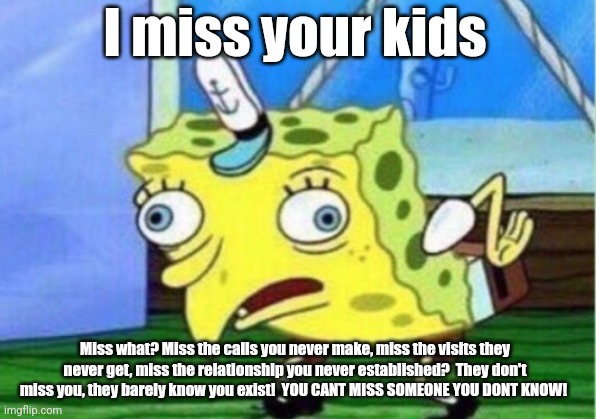 I miss your kids
Miss what? Miss the calls you never make, miss the visits they
never get, miss the relationship you never established?  They don't
miss you, they barely know you exist!  YOU CANT MISS SOMEONE YOU DONT KNOW!
imgflip.com